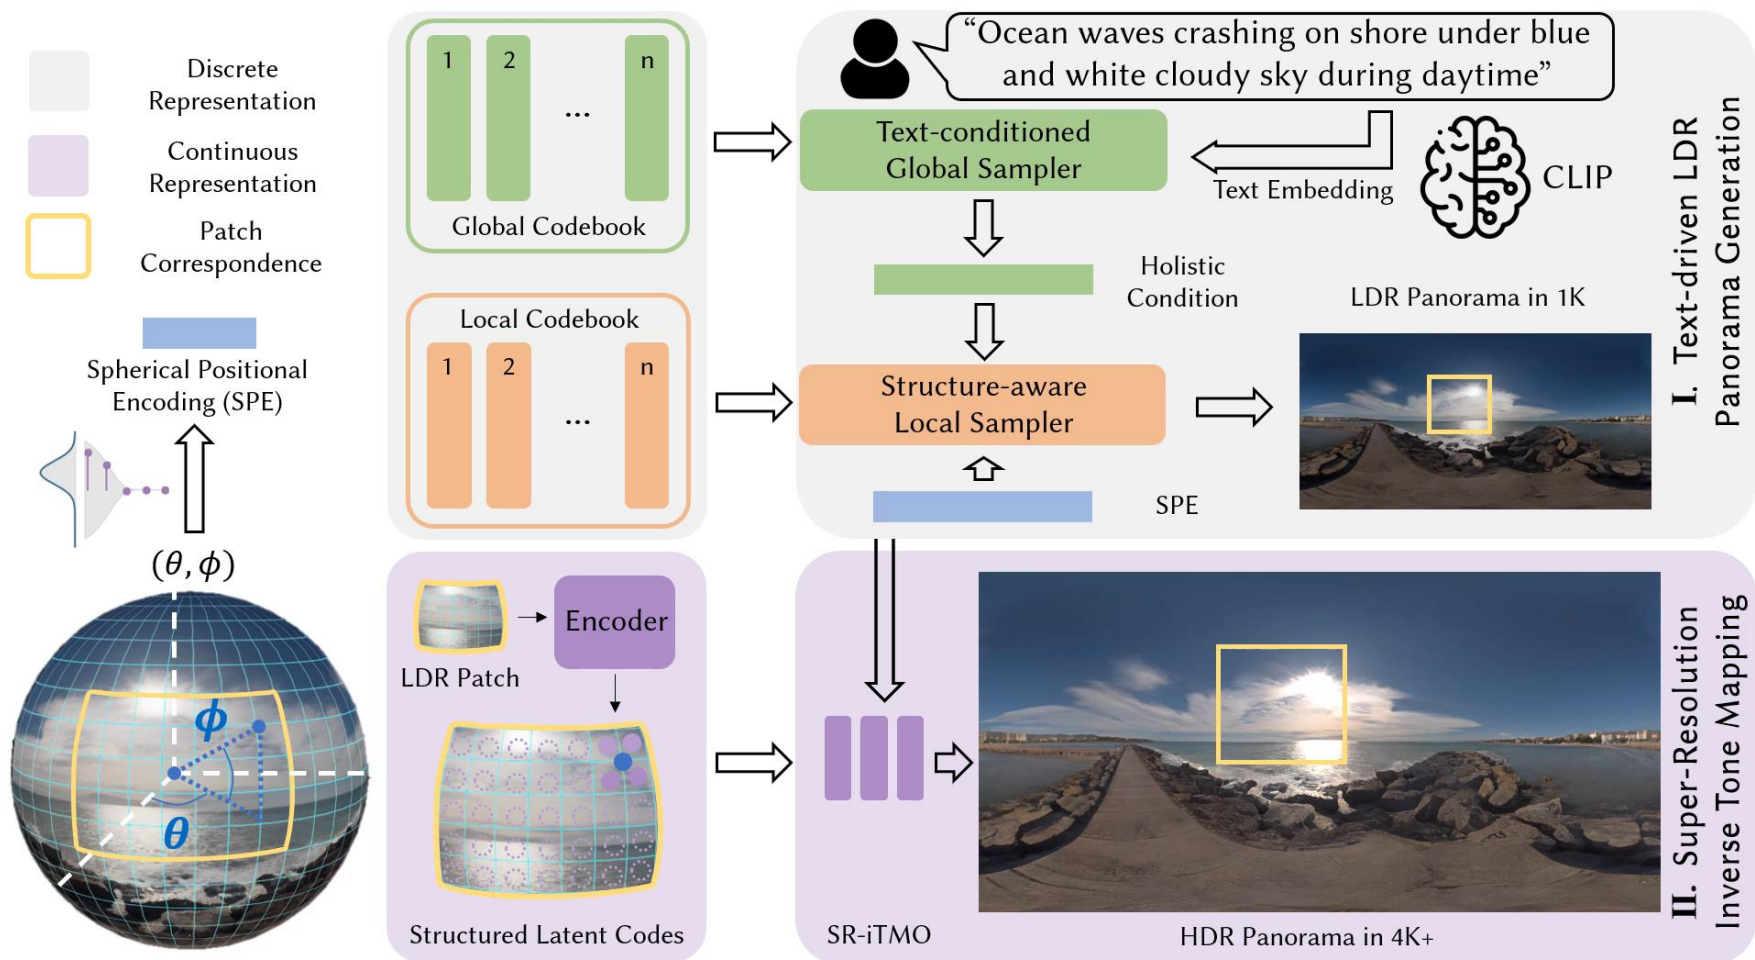 Discrete
Representation
Continuous
Representation
Patch
Correspondence
Spherical Positional
Encoding (SPE)
(θ, ϕ)
ϕ
θ
1 2 ... n
Global Codebook
Local Codebook
1 2 ... n
LDR Patch
Encoder
Structured Latent Codes
“Ocean waves crashing on shore under blue
and white cloudy sky during daytime”
Text-conditioned
Global Sampler
Text Embedding
CLIP
Holistic
Condition
LDR Panorama in 1K
Structure-aware
Local Sampler
SPE
I. Text-driven LDR
Panorama Generation
SR-iTMO
HDR Panorama in 4K+
II. Super-Resolution
Inverse Tone Mapping